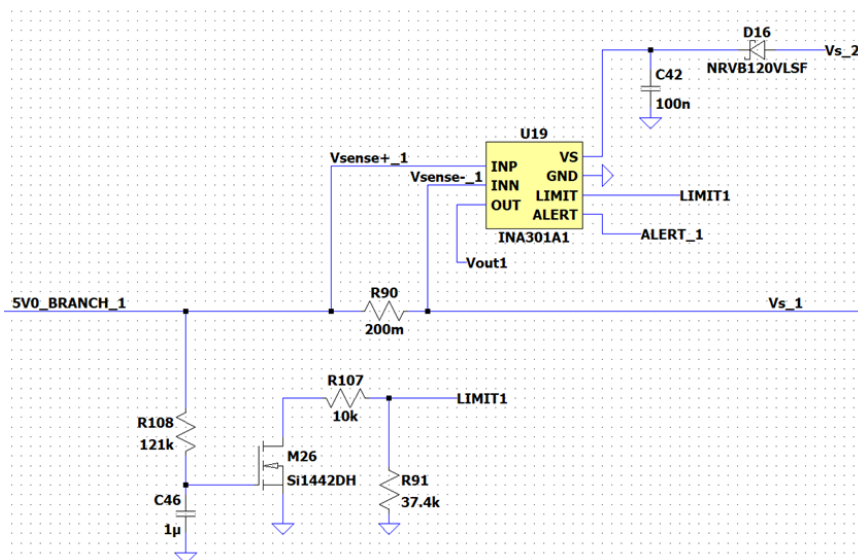 D16
Vs_2
NRVB120VLSF
C42
100n
U19
Vsense+_1
INP
VS
Vsense-_1
INN
GND
OUT
LIMIT
LIMIT1
ALERT
INA301A1
ALERT_1
Vout1
R90
5V0_BRANCH_1
Vs_1
200m
R107
LIMIT1
10k
R108
121k
M26
Si1442DH
R91
37.4k
C46
1µ